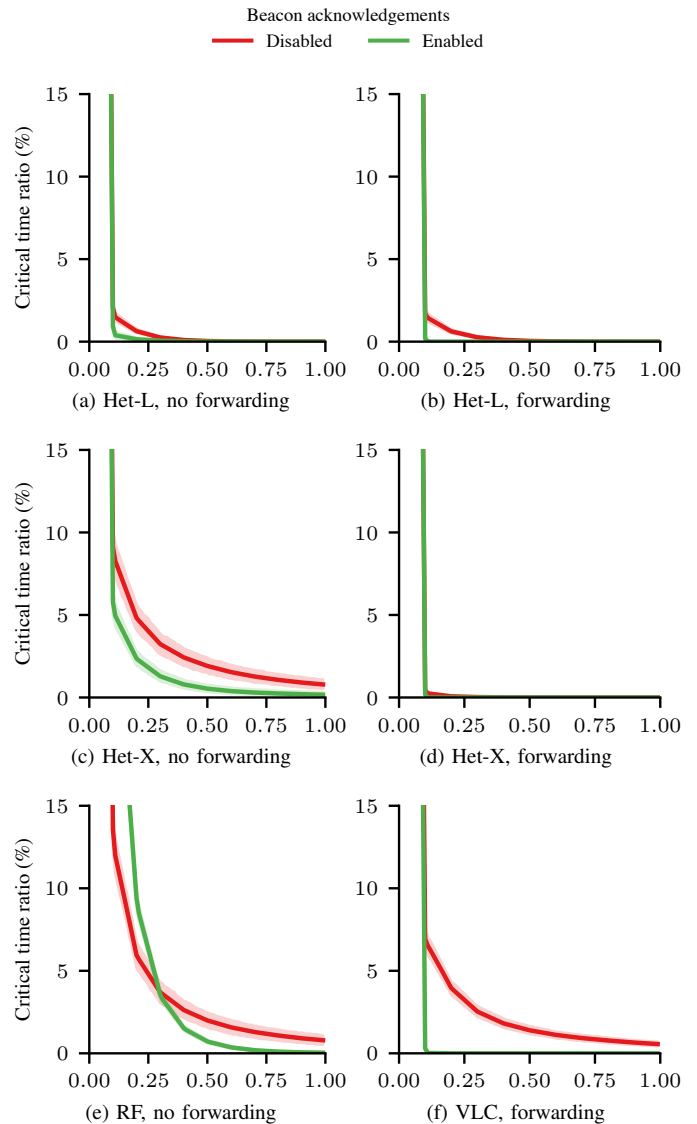 Beacon acknowledgements
Disabled Enabled
15
10
5
0
Critical time ratio (%)
0.00 0.25 0.50 0.75 1.00
(a) Het-L, no forwarding
15
10
5
0
0.00 0.25 0.50 0.75 1.00
(b) Het-L, forwarding
15
10
5
0
Critical time ratio (%)
0.00 0.25 0.50 0.75 1.00
(c) Het-X, no forwarding
15
10
5
0
0.00 0.25 0.50 0.75 1.00
(d) Het-X, forwarding
15
10
5
0
Critical time ratio (%)
0.00 0.25 0.50 0.75 1.00
(e) RF, no forwarding
15
10
5
0
0.00 0.25 0.50 0.75 1.00
(f) VLC, forwarding